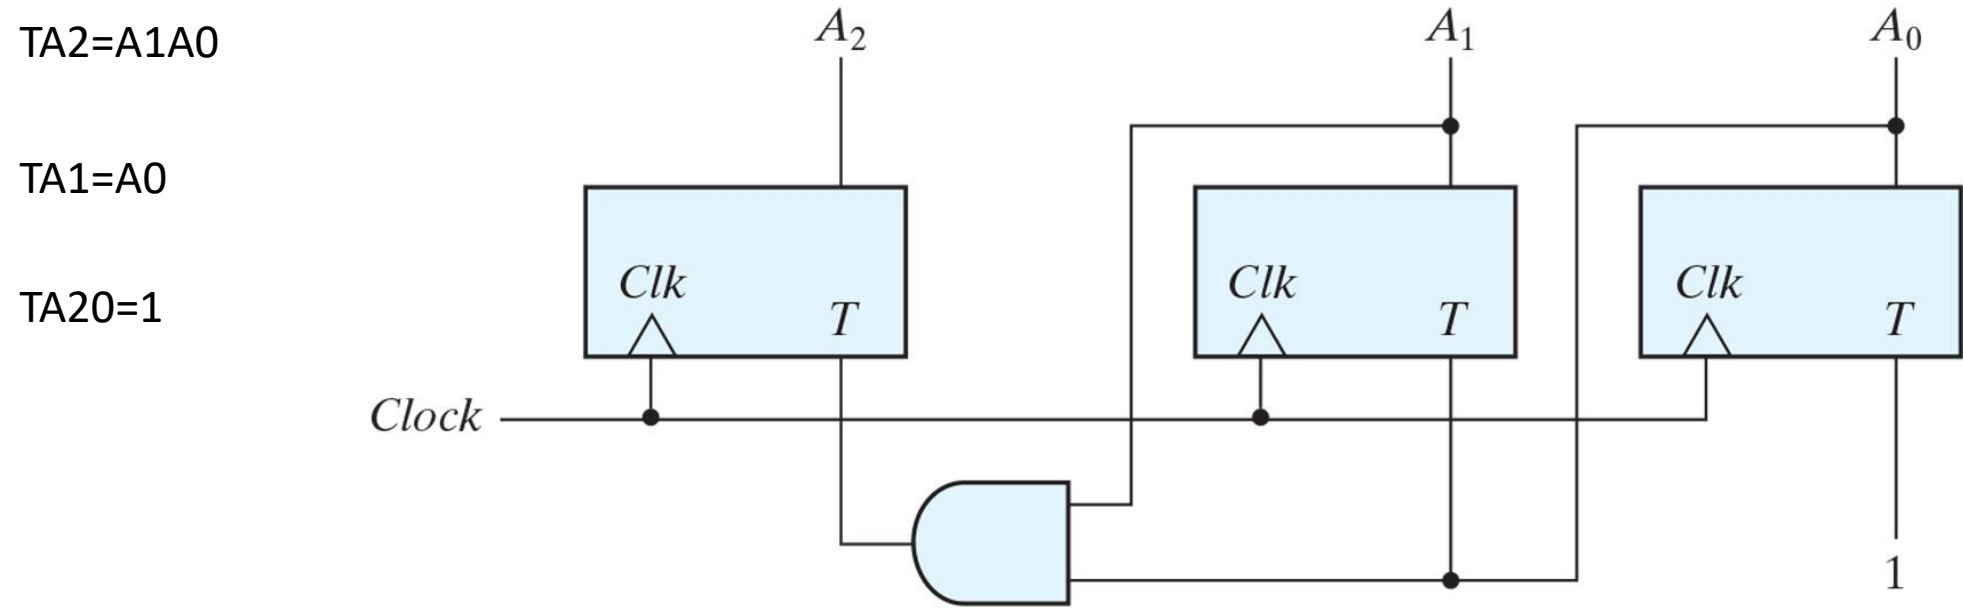 TA2=A1A0
A2 A1 A0
TA1=A0
Clk T Clk T Clk T
TA20=1
Clock
1